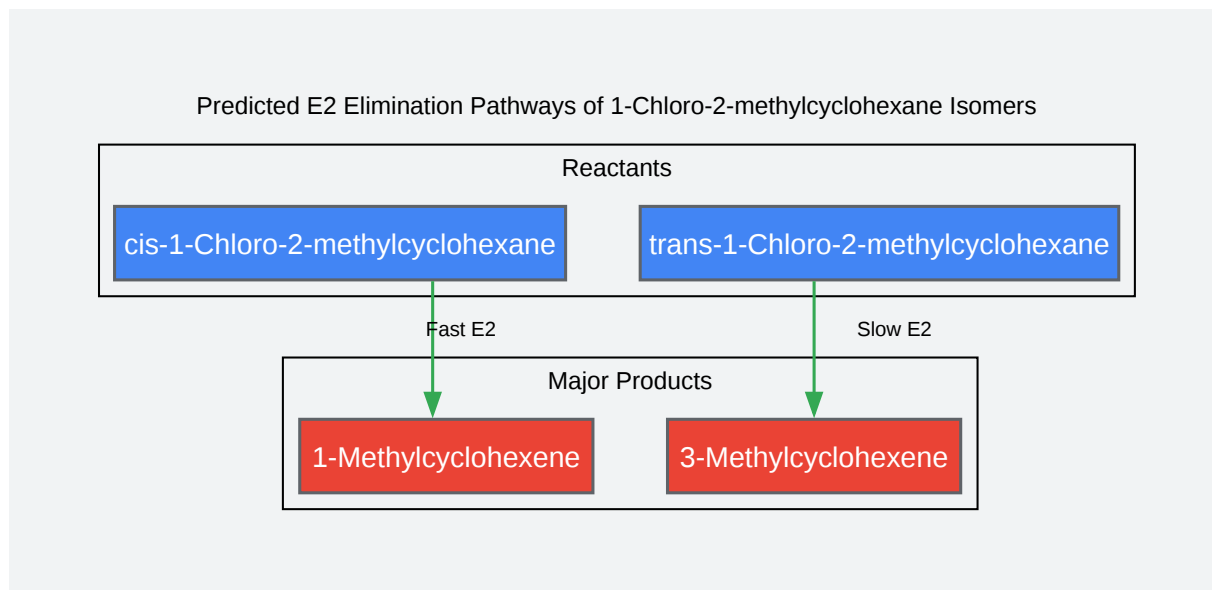 Predicted E2 Elimination Pathways of 1-Chloro-2-methylcyclohexane Isomers
Reactants
cis-1-Chloro-2-methylcyclohexane
trans-1-Chloro-2-methylcyclohexane
Fast E2
Slow E2
Major Products
1-Methylcyclohexene
3-Methylcyclohexene